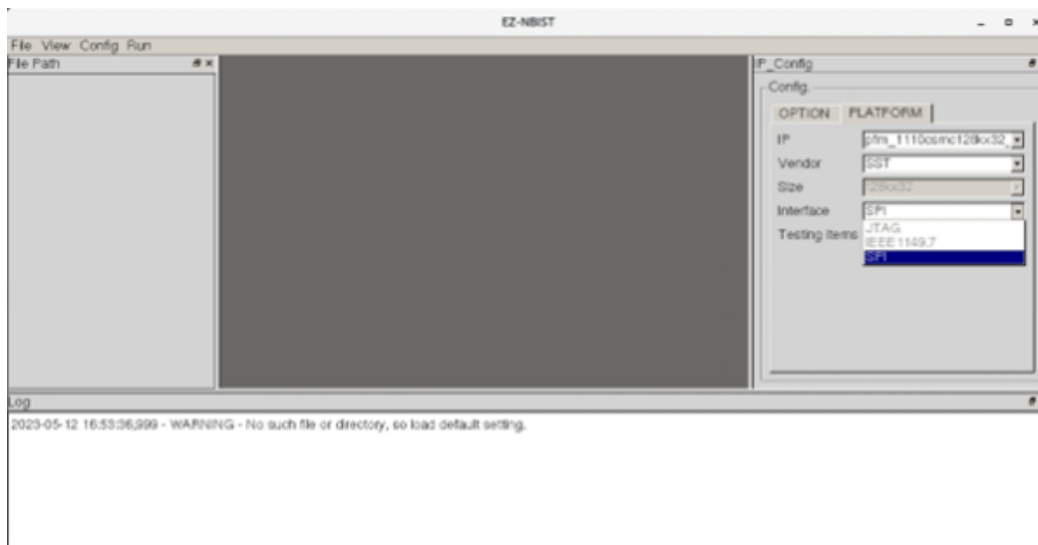 EZ-NBIST
File View Config Run
File Path
IP_Config
Config.
OPTION PLATFORM
IP
Vendor SST
Size 128kx32
Interface SPI
JTAG
Testing Items
IEEE1149.7
SPI
Log
2023-05-12 16:53:36,999 - WARNING - No such file or directory, so load default setting.